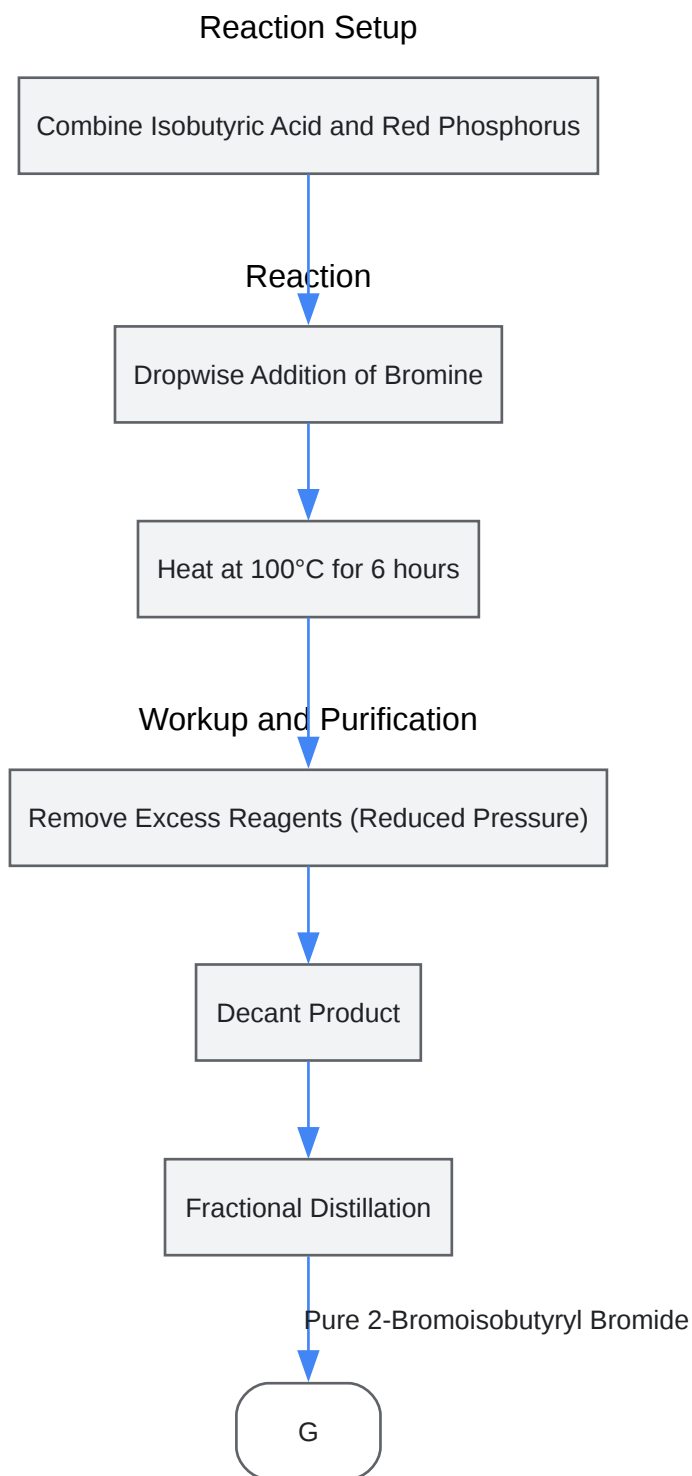 Reaction Setup
Combine Isobutyric Acid and Red Phosphorus
Reaction
Dropwise Addition of Bromine
Heat at 100°C for 6 hours
Workup and Purification
Remove Excess Reagents (Reduced Pressure)
Decant Product
Fractional Distillation
Pure 2-Bromoisobutyryl Bromide
G